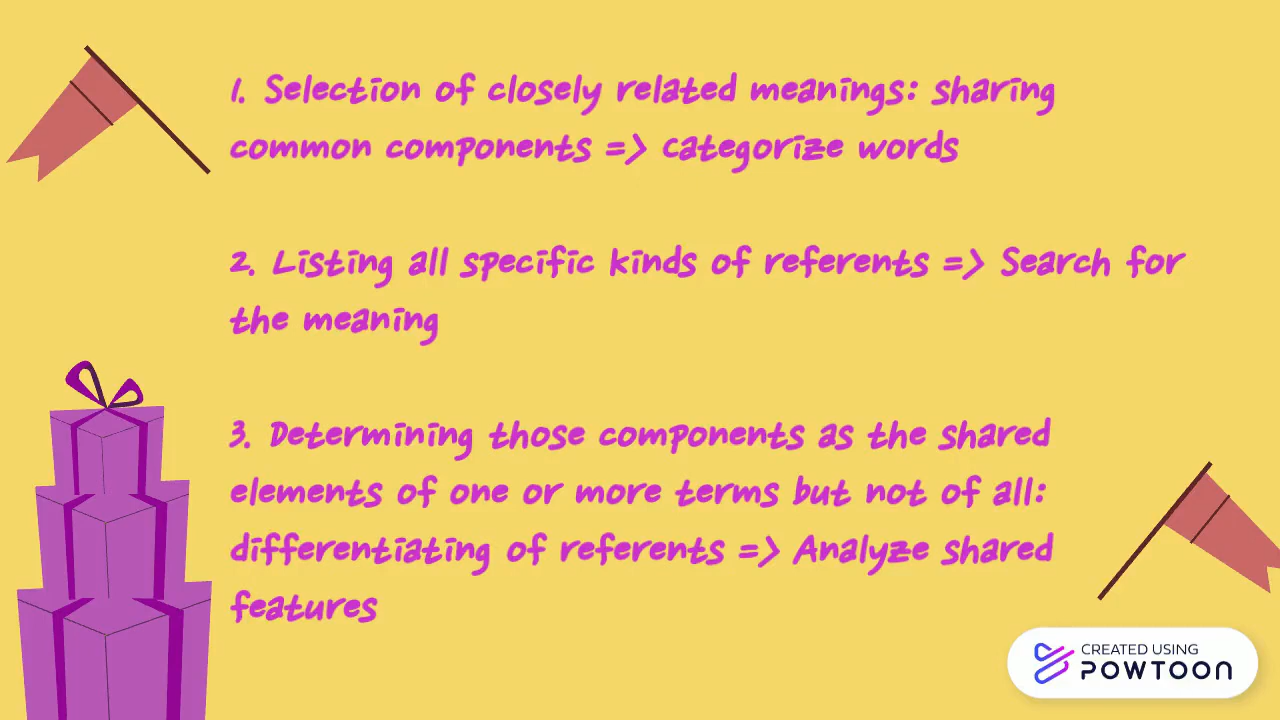 1. Selection of closely related meanings: sharing
common components => Categorize words
2. Listing all specific kinds of referents => Search for
the meaning
3. Determining those components as the shared
elements of one or more terms but not of all:
differentiating of referents => Analyze shared
features
CREATED USING
POWTOON